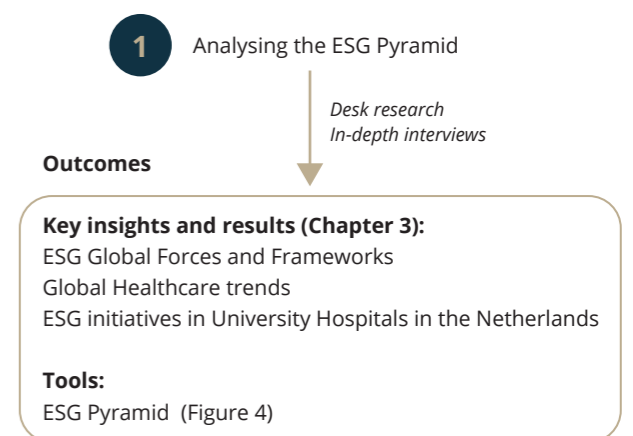 1
Analysing the ESG Pyramid
Desk research
In-depth interviews
Outcomes
Key insights and results (Chapter 3):
ESG Global Forces and Frameworks
Global Healthcare trends
ESG initiatives in University Hospitals in the Netherlands
Tools:
ESG Pyramid (Figure 4)